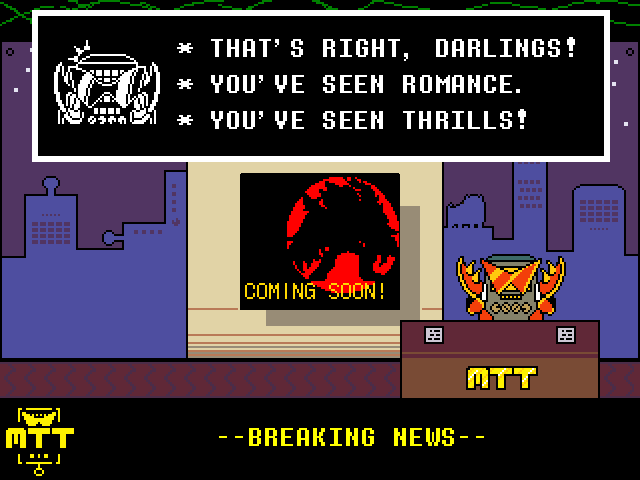 * THAT'S RIGHT, DARLINGS!
* YOU'VE SEEN ROMANCE.
* YOU'VE SEEN THRILLS!
COMING SOON!
MTT
MTT
--BREAKING NEWS--